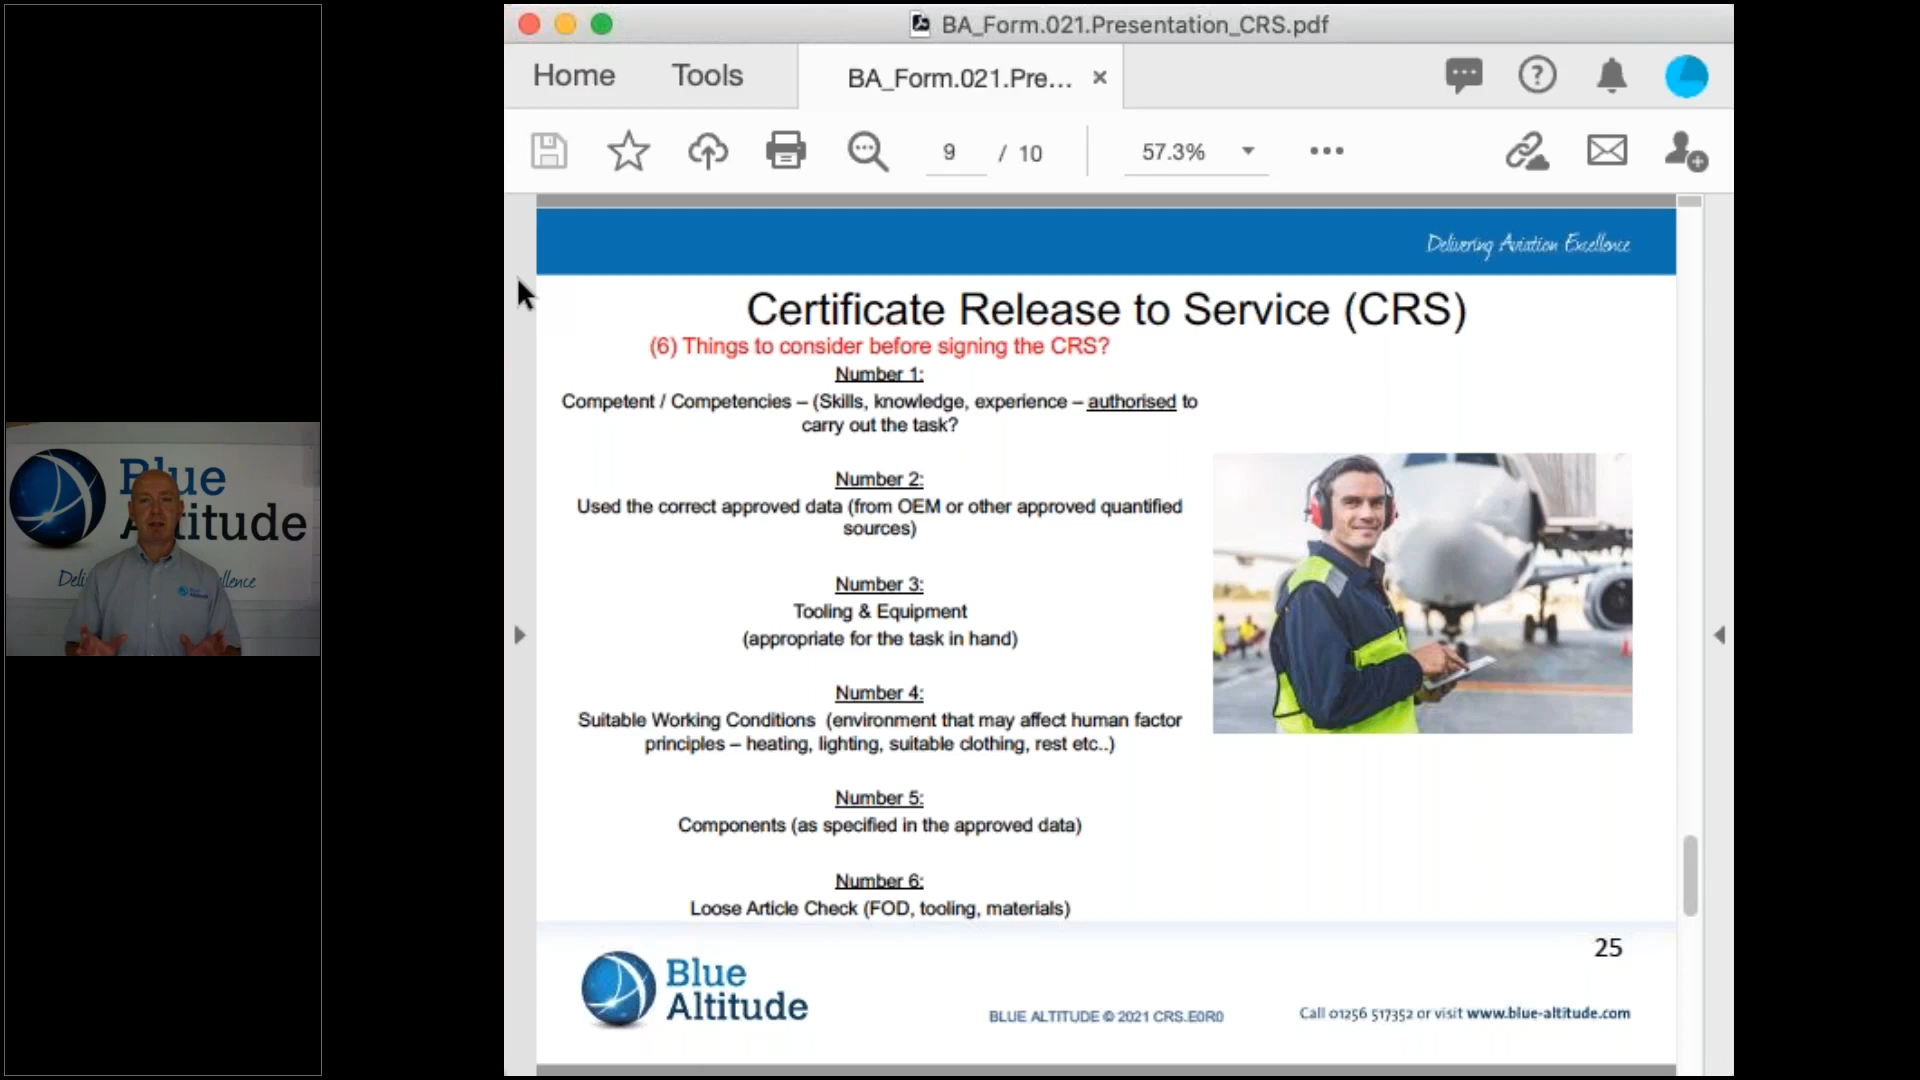 BA_Form.021.Presentation_CRS.pdf
Home
Tools
BA_Form.021.Pre...
9 / 10
57.3%
Delivering Aviation Excellence
Certificate Release to Service (CRS)
(6) Things to consider before signing the CRS?
Number 1:
Competent / Competencies – (Skills, knowledge, experience – authorised to
carry out the task?
Number 2:
Used the correct approved data (from OEM or other approved quantified
sources)
Number 3:
Tooling & Equipment
(appropriate for the task in hand)
Number 4:
Suitable Working Conditions (environment that may affect human factor
principles – heating, lighting, suitable clothing, rest etc..)
Number 5:
Components (as specified in the approved data)
Number 6:
Loose Article Check (FOD, tooling, materials)
25
Blue
Altitude
BLUE ALTITUDE © 2021 CRS.E0R0
Call 01256 517352 or visit www.blue-altitude.com
Blue